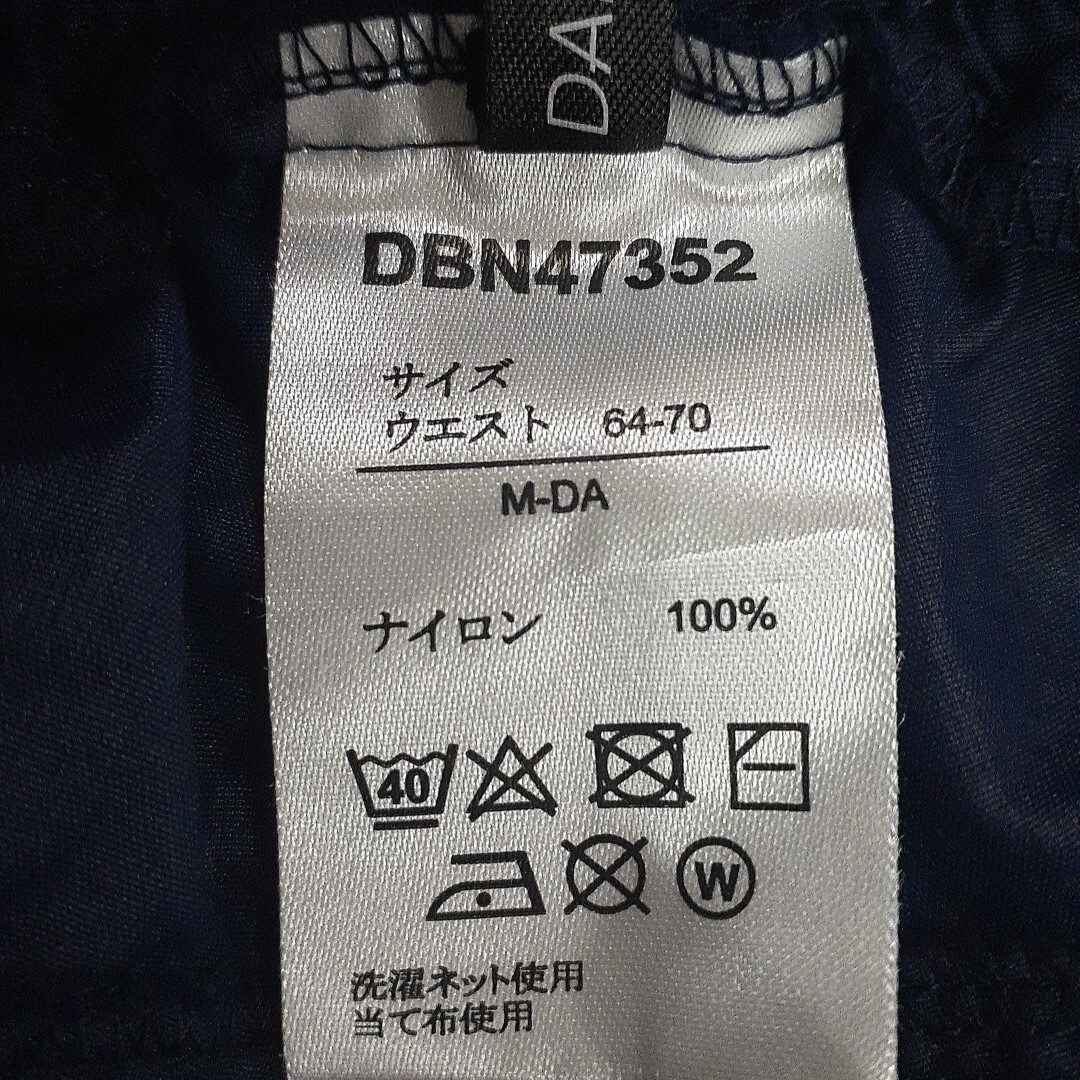 DA
DBN47352
サイズ
ウエスト 64-70
M-DA
ナイロン 100%
40
W
洗濯ネット使用
当て布使用